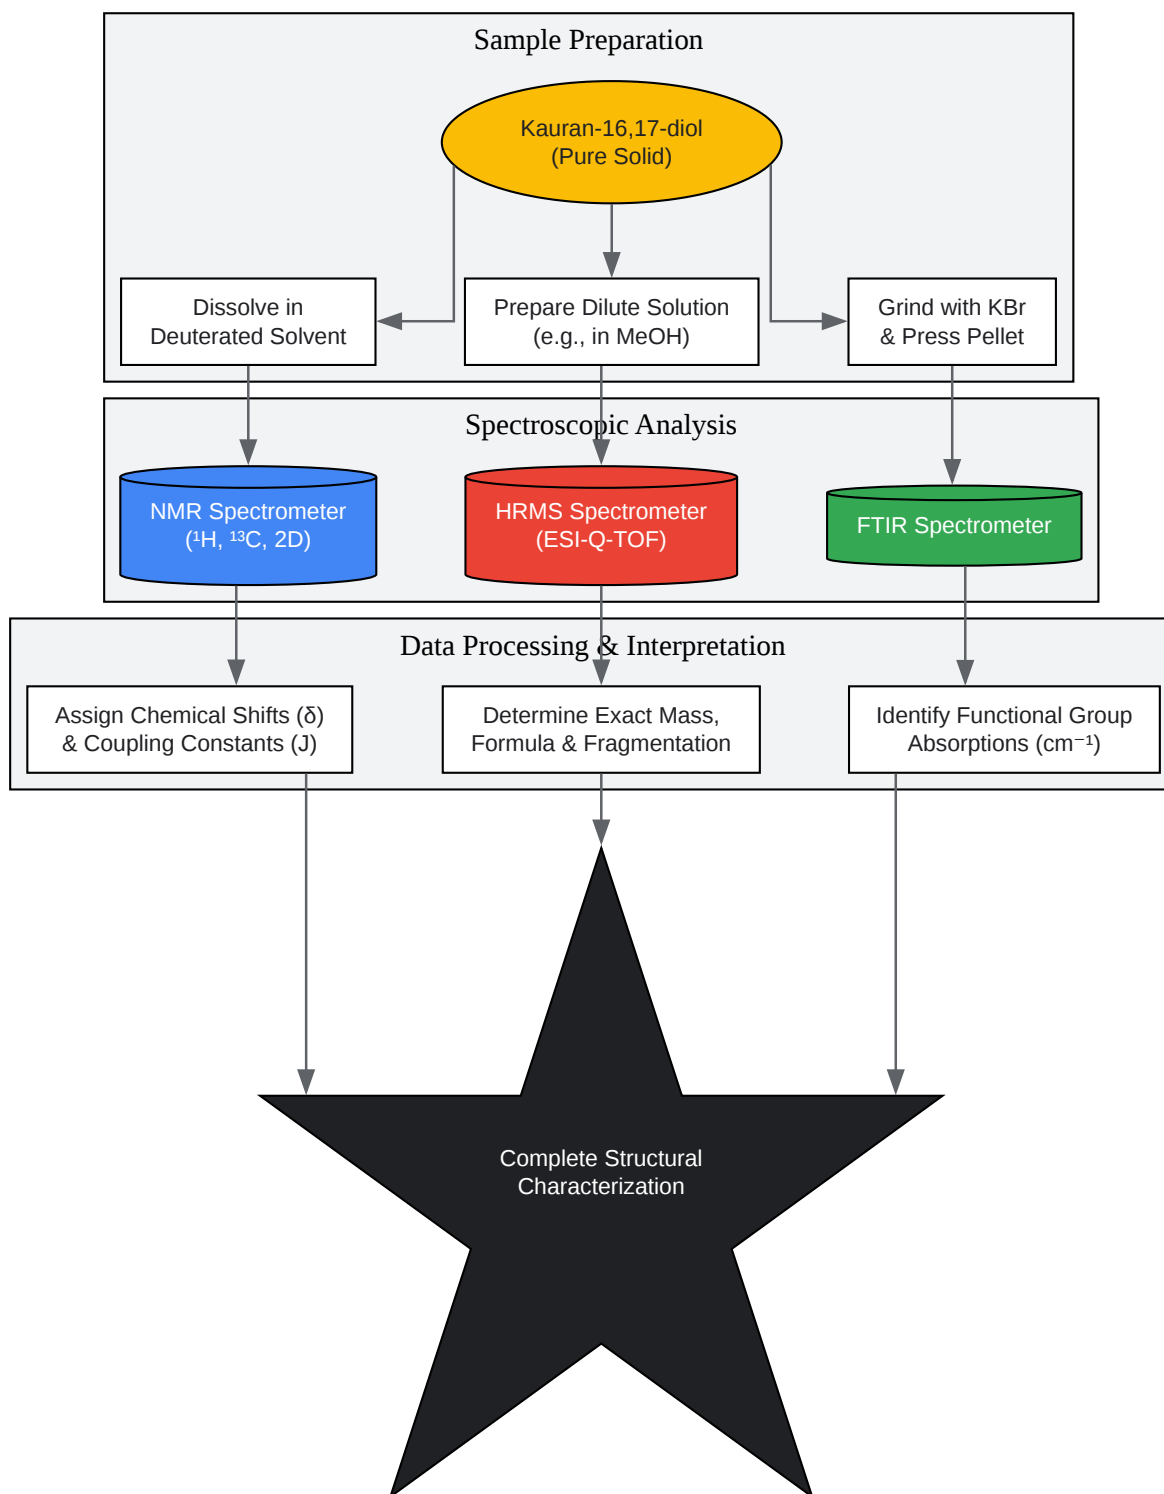 Sample Preparation
Kauran-16,17-diol
(Pure Solid)
Dissolve in
Deuterated Solvent
Prepare Dilute Solution
(e.g., in MeOH)
Grind with KBr
& Press Pellet
Spectroscopic Analysis
NMR Spectrometer
(¹H, ¹³C, 2D)
HRMS Spectrometer
(ESI-Q-TOF)
FTIR Spectrometer
Data Processing & Interpretation
Assign Chemical Shifts (δ)
& Coupling Constants (J)
Determine Exact Mass,
Formula & Fragmentation
Identify Functional Group
Absorptions (cm⁻¹)
Complete Structural
Characterization